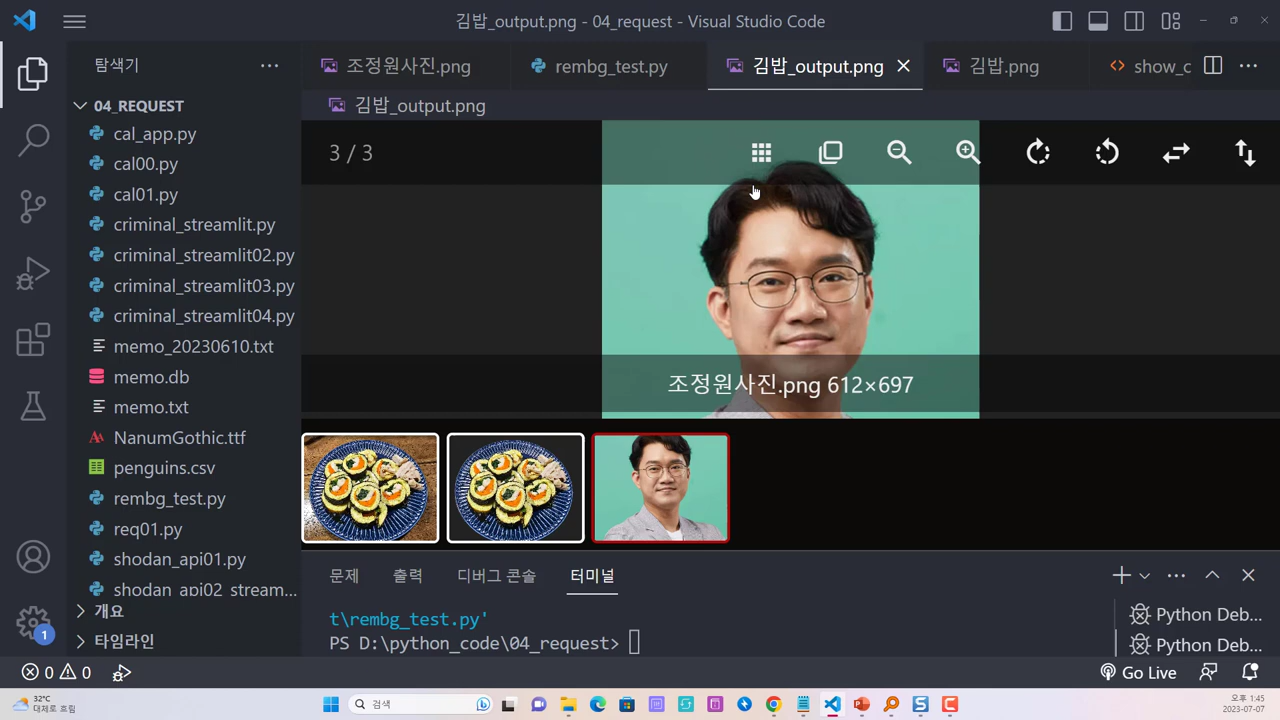 김밥_output.png - 04_request - Visual Studio Code
탐색기
04_REQUEST
cal_app.py
cal00.py
cal01.py
criminal_streamlit.py
criminal_streamlit02.py
criminal_streamlit03.py
criminal_streamlit04.py
memo_20230610.txt
memo.db
memo.txt
NanumGothic.ttf
penguins.csv
rembg_test.py
req01.py
shodan_api01.py
shodan_api02_stream...
개요
타임라인
조정원사진.png
rembg_test.py
김밥_output.png
김밥.png
show_c
김밥_output.png
3 / 3
조정원사진.png 612×697
문제
출력
디버그 콘솔
터미널
t\rembg_test.py'
PS D:\python_code\04_request>
Python Deb...
Python Deb...
1
0 0
Go Live
32°C
대체로 흐림
검색
오후 1:45
2023-07-07